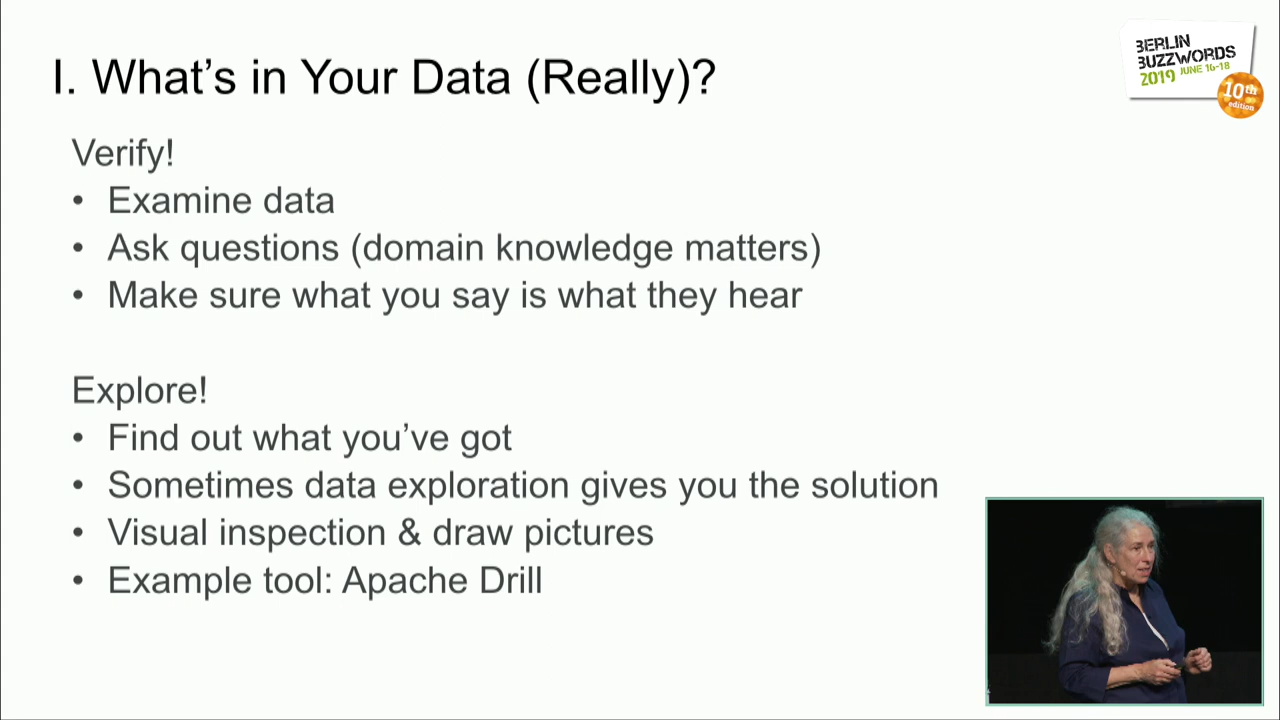 I. What's in Your Data (Really)?
BERLIN
BUZZWORDS
2019 JUNE 16-18
10th
edition
Verify!
• Examine data
• Ask questions (domain knowledge matters)
• Make sure what you say is what they hear
Explore!
• Find out what you've got
• Sometimes data exploration gives you the solution
• Visual inspection & draw pictures
• Example tool: Apache Drill